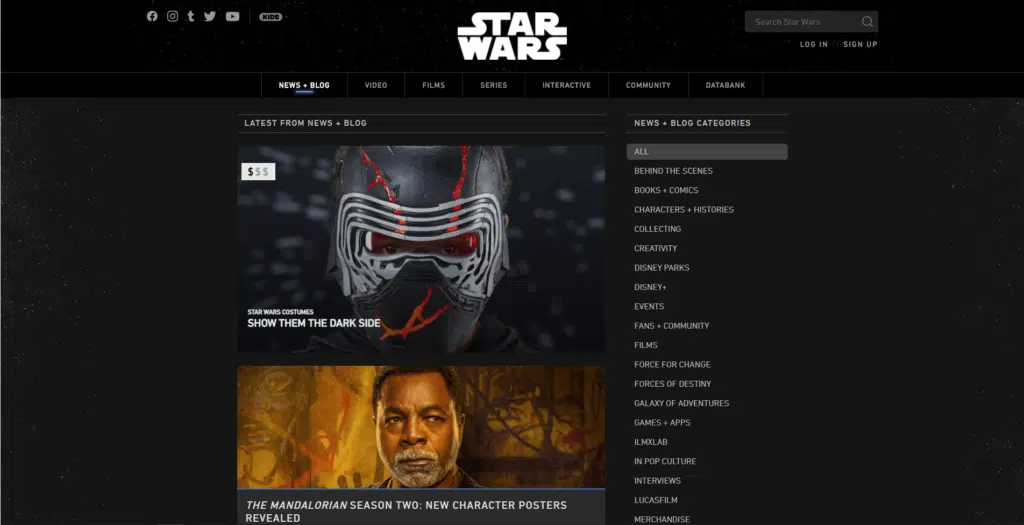 KIDS
STAR
WARS
Search Star Wars
LOG IN // SIGN UP
NEWS + BLOG
VIDEO
FILMS
SERIES
INTERACTIVE
COMMUNITY
DATABANK
LATEST FROM NEWS + BLOG
$$$
STAR WARS COSTUMES
SHOW THEM THE DARK SIDE
THE MANDALORIAN SEASON TWO: NEW CHARACTER POSTERS
REVEALED
NEWS + BLOG CATEGORIES
ALL
BEHIND THE SCENES
BOOKS + COMICS
CHARACTERS + HISTORIES
COLLECTING
CREATIVITY
DISNEY PARKS
DISNEY+
EVENTS
FANS + COMMUNITY
FILMS
FORCE FOR CHANGE
FORCES OF DESTINY
GALAXY OF ADVENTURES
GAMES + APPS
ILMXLAB
IN POP CULTURE
INTERVIEWS
LUCASFILM
MERCHANDISE